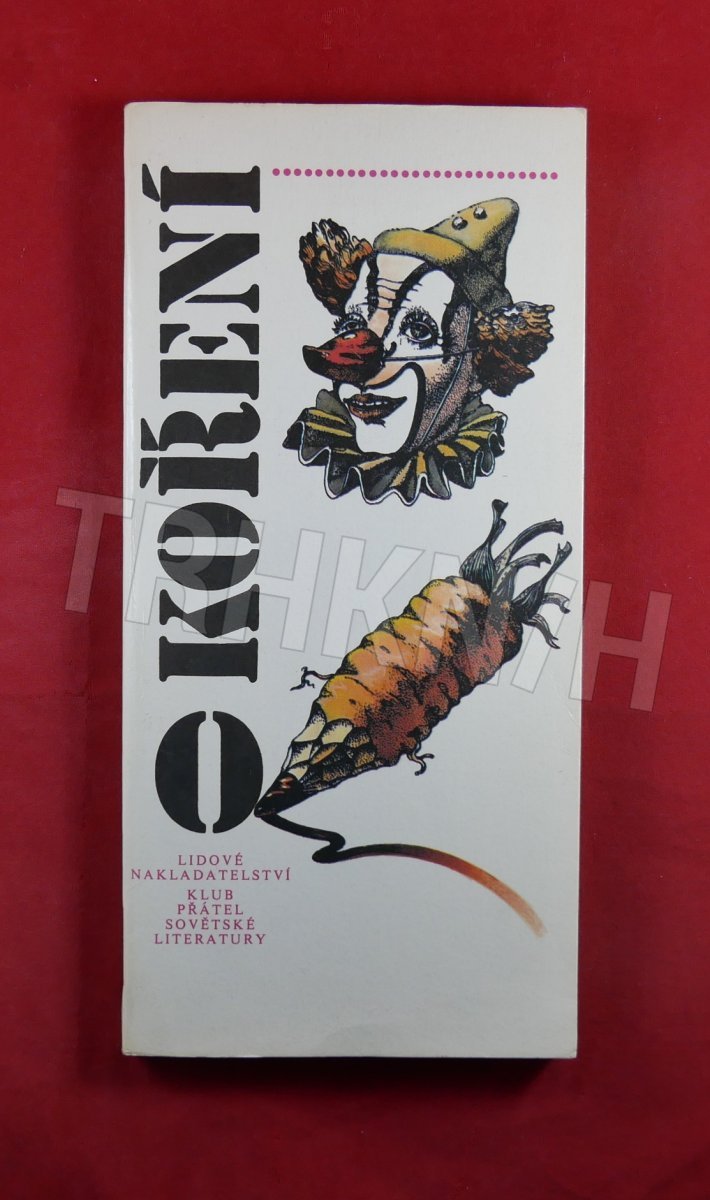 O KOŘENÍ
LIDOVÉ
NAKLADATELSTVÍ
KLUB
PŘÁTEL
SOVĚTSKÉ
LITERATURY
TRHKNIH